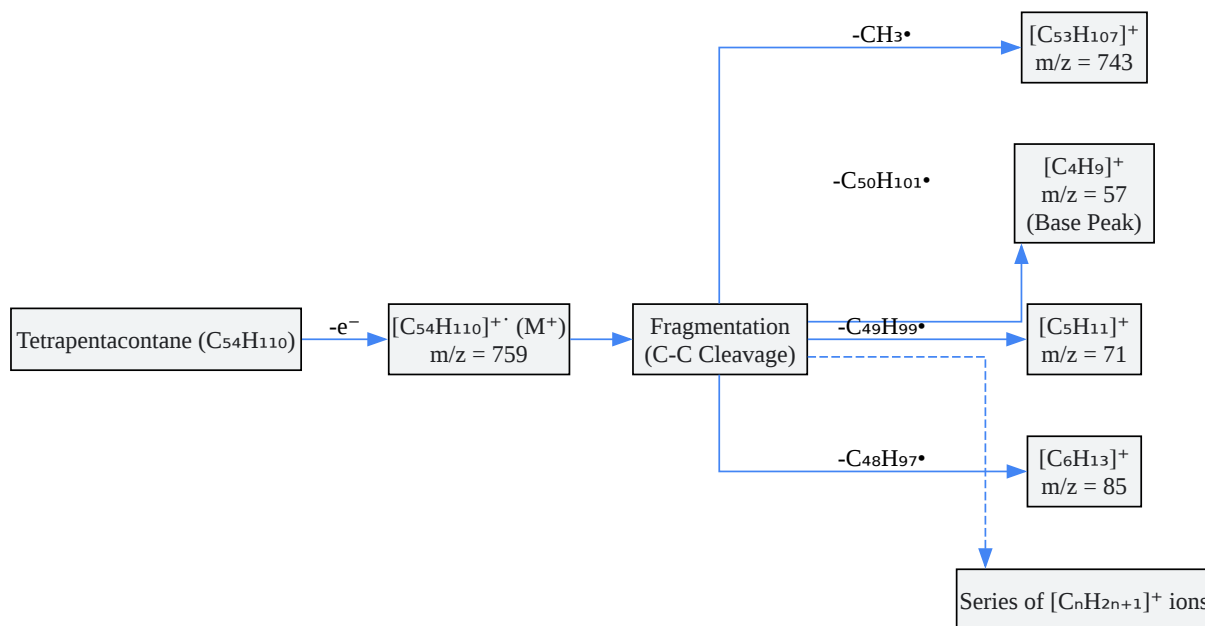 -CH₃•
[C₅₃H₁₀₇]⁺
m/z = 743
-C₅₀H₁₀₁•
[C₄H₉]⁺
m/z = 57
(Base Peak)
Tetrapentacontane (C₅₄H₁₁₀)
-e⁻
[C₅₄H₁₁₀]⁺˙ (M⁺)
m/z = 759
Fragmentation
(C-C Cleavage)
-C₄₉H₉₉•
[C₅H₁₁]⁺
m/z = 71
-C₄₈H₉₇•
[C₆H₁₃]⁺
m/z = 85
Series of [CₙH₂ₙ₊₁]⁺ ions